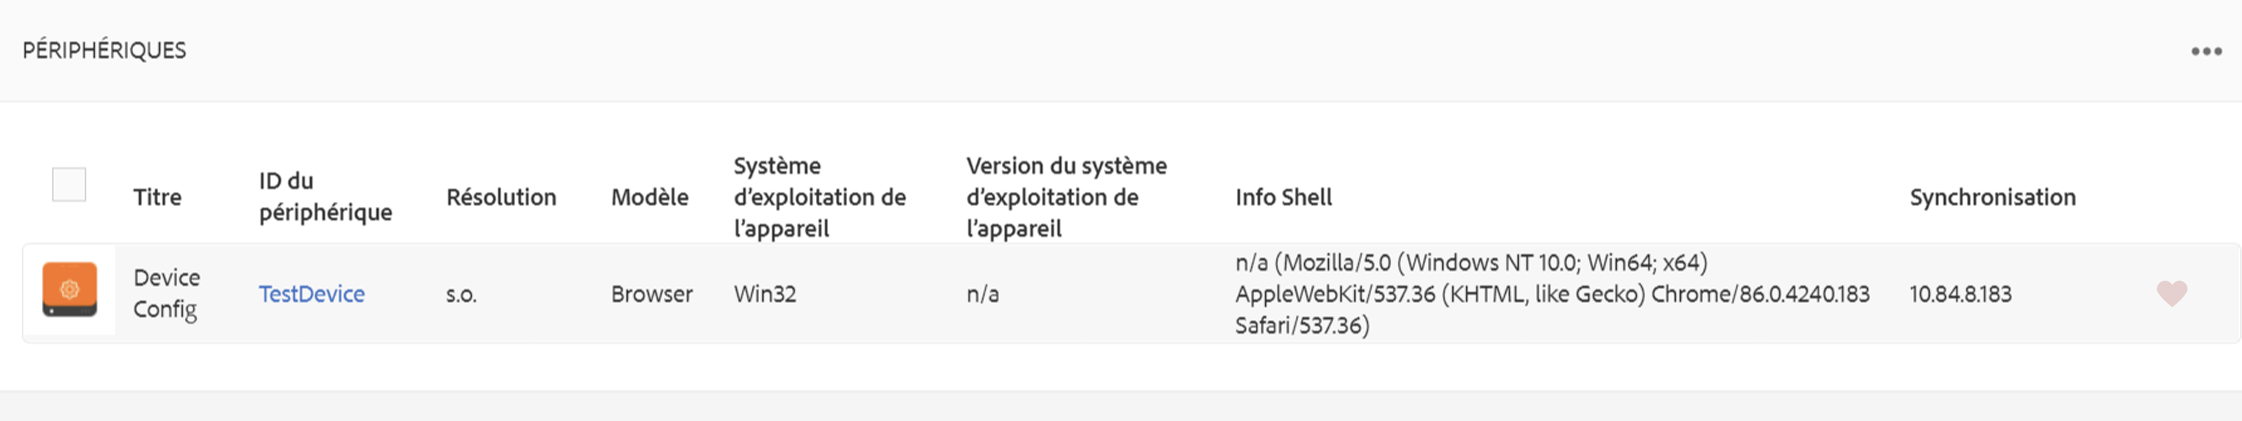 PÉRIPHÉRIQUES
Titre
ID du
périphérique
Résolution
Modèle
Système
d’exploitation de
l’appareil
Version du système
d’exploitation de
l’appareil
Info Shell
Synchronisation
Device
Config
TestDevice
s.o.
Browser
Win32
n/a
n/a (Mozilla/5.0 (Windows NT 10.0; Win64; x64)
AppleWebKit/537.36 (KHTML, like Gecko) Chrome/86.0.4240.183
Safari/537.36)
10.84.8.183